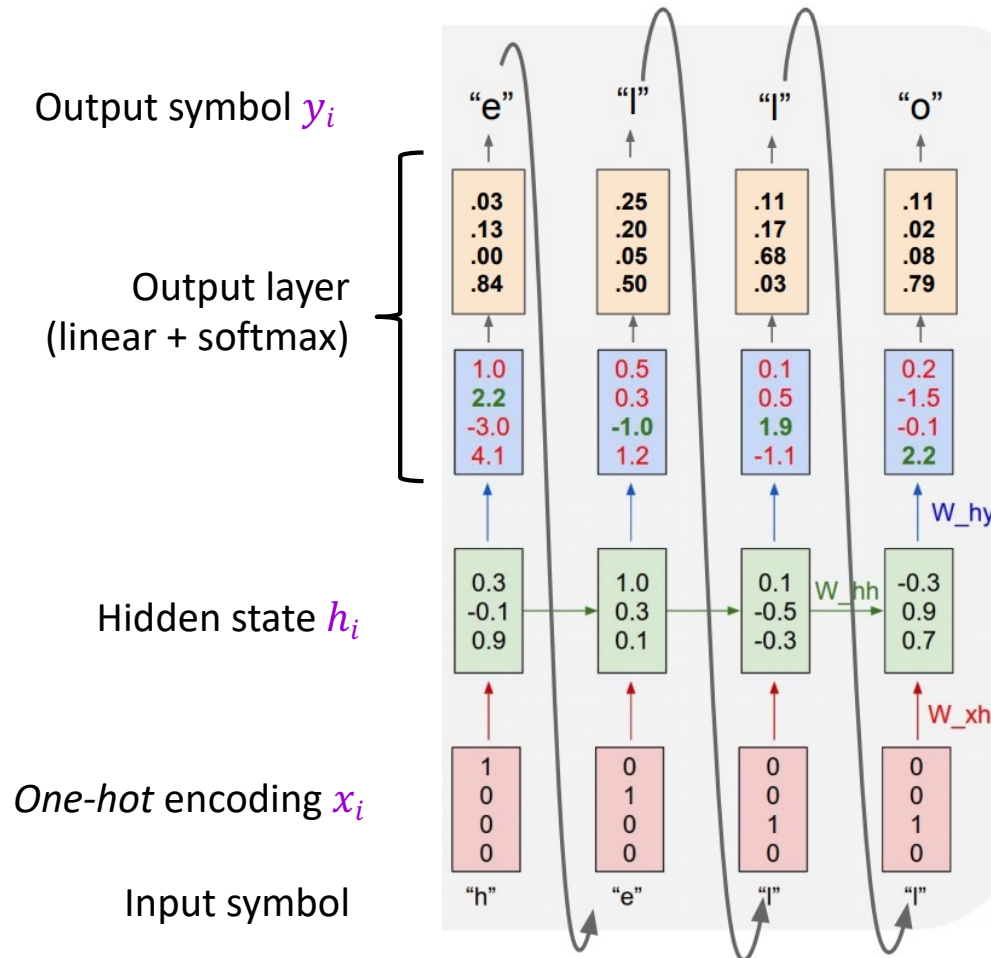 Output symbol yᵢ
“e” “l” “l” “o”
.03 .25 .11 .11
.13 .20 .17 .02
.00 .05 .68 .08
.84 .50 .03 .79
Output layer
(linear + softmax)
1.0 0.5 0.1 0.2
2.2 0.3 0.5 -1.5
-3.0 -1.0 1.9 -0.1
4.1 1.2 -1.1 2.2
W_hy
Hidden state hᵢ
0.3 1.0 0.1 -0.3
-0.1 0.3 -0.5 0.9
0.9 0.1 -0.3 0.7
W_hh
W_xh
One-hot encoding xᵢ
1 0 0 0
0 1 0 0
0 0 1 1
0 0 0 0
Input symbol
“h” “e” “l” “l”